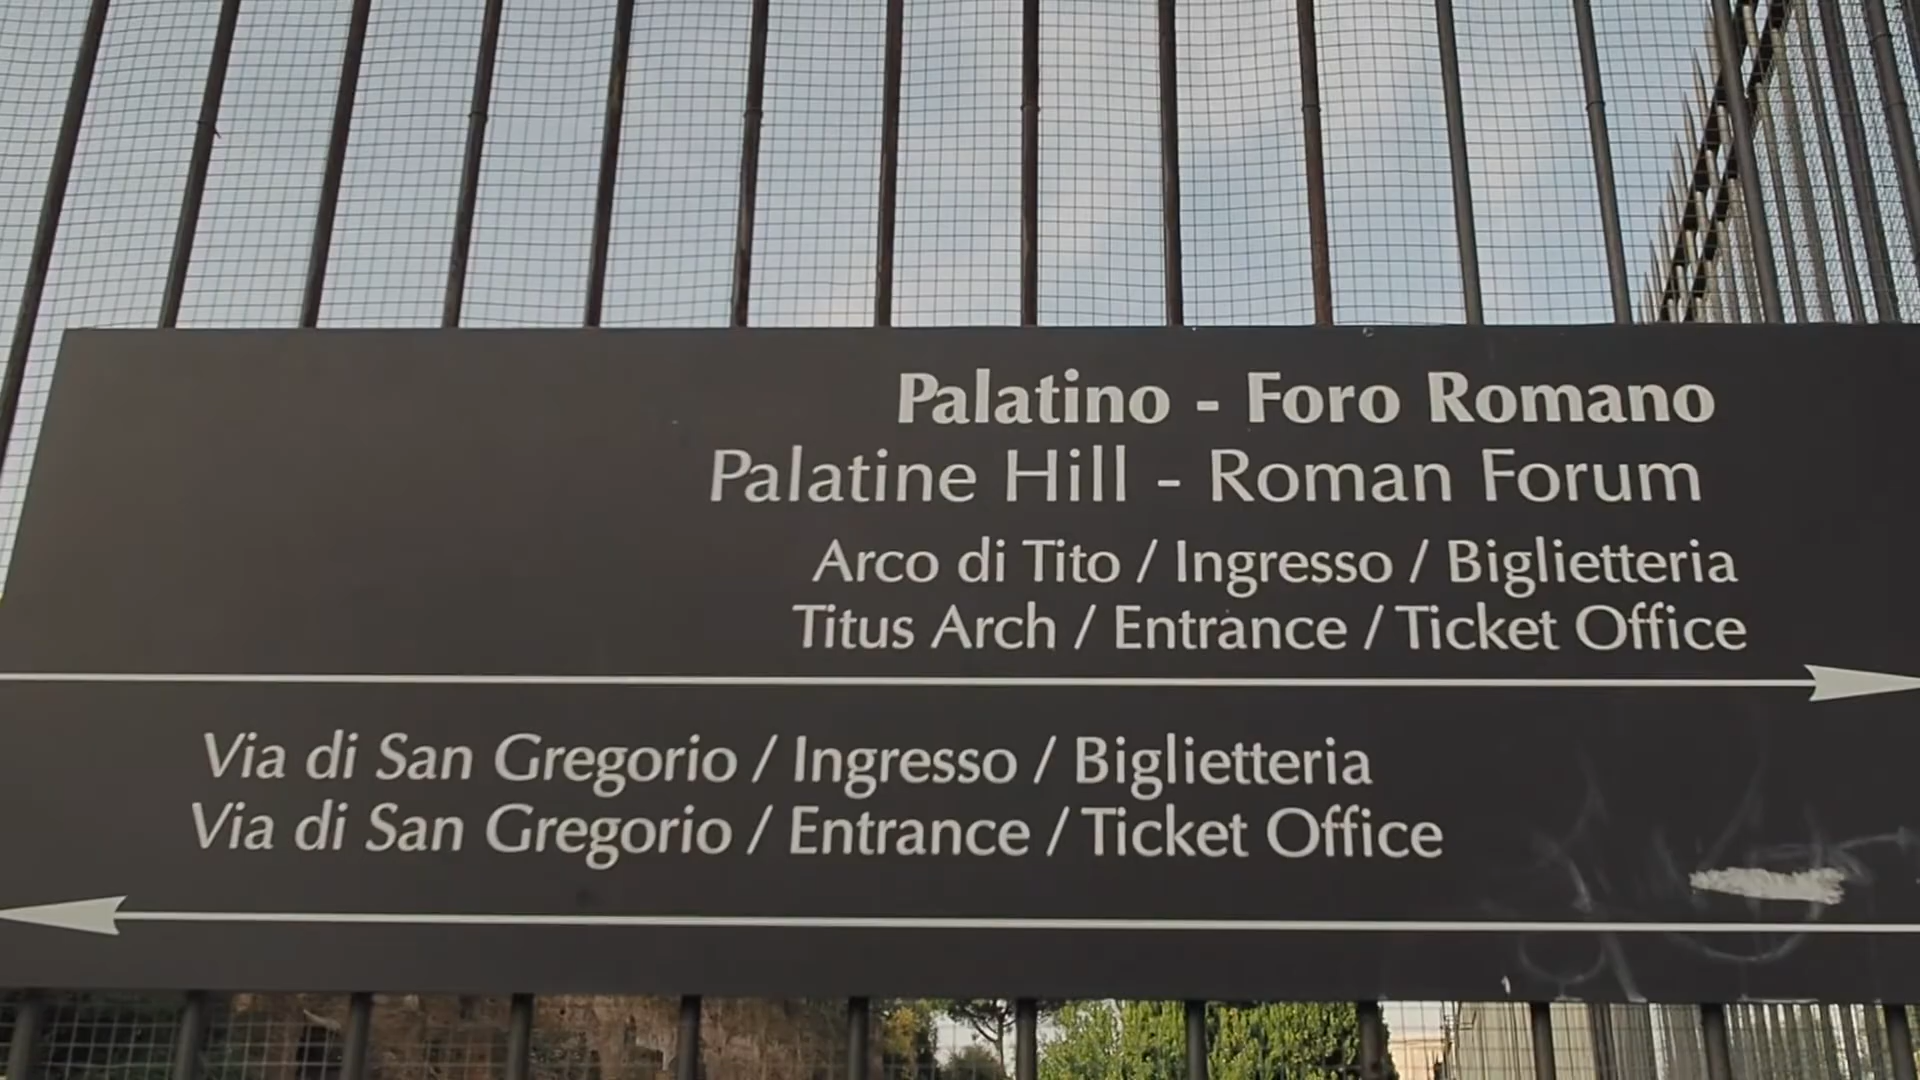 Palatino - Foro Romano
Palatine Hill - Roman Forum
Arco di Tito / Ingresso / Biglietteria
Titus Arch / Entrance / Ticket Office
Via di San Gregorio / Ingresso / Biglietteria
Via di San Gregorio / Entrance / Ticket Office